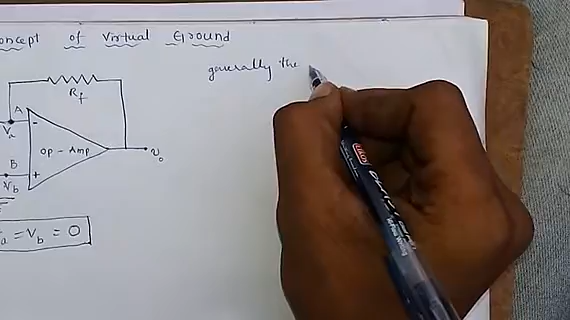 oncept of Virtual Ground
generally the
Rf
A
Va
-
OP-Amp
Vo
B
Vb
+
a = Vb = 0